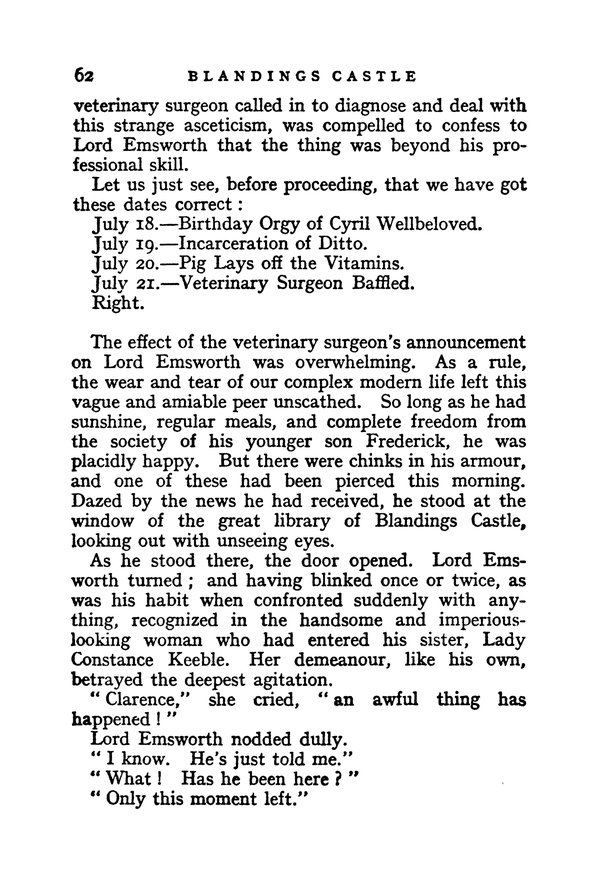 62 BLANDINGS CASTLE
veterinary surgeon called in to diagnose and deal with
this strange asceticism, was compelled to confess to
Lord Emsworth that the thing was beyond his pro-
fessional skill.
Let us just see, before proceeding, that we have got
these dates correct :
July 18.—Birthday Orgy of Cyril Wellbeloved.
July 19.—Incarceration of Ditto.
July 20.—Pig Lays off the Vitamins.
July 21.—Veterinary Surgeon Baffled.
Right.
The effect of the veterinary surgeon's announcement
on Lord Emsworth was overwhelming. As a rule,
the wear and tear of our complex modern life left this
vague and amiable peer unscathed. So long as he had
sunshine, regular meals, and complete freedom from
the society of his younger son Frederick, he was
placidly happy. But there were chinks in his armour,
and one of these had been pierced this morning.
Dazed by the news he had received, he stood at the
window of the great library of Blandings Castle,
looking out with unseeing eyes.
As he stood there, the door opened. Lord Ems-
worth turned ; and having blinked once or twice, as
was his habit when confronted suddenly with any-
thing, recognized in the handsome and imperious-
looking woman who had entered his sister, Lady
Constance Keeble. Her demeanour, like his own,
betrayed the deepest agitation.
" Clarence," she cried, " an awful thing has
happened ! "
Lord Emsworth nodded dully.
" I know. He's just told me."
" What ! Has he been here ? "
" Only this moment left."